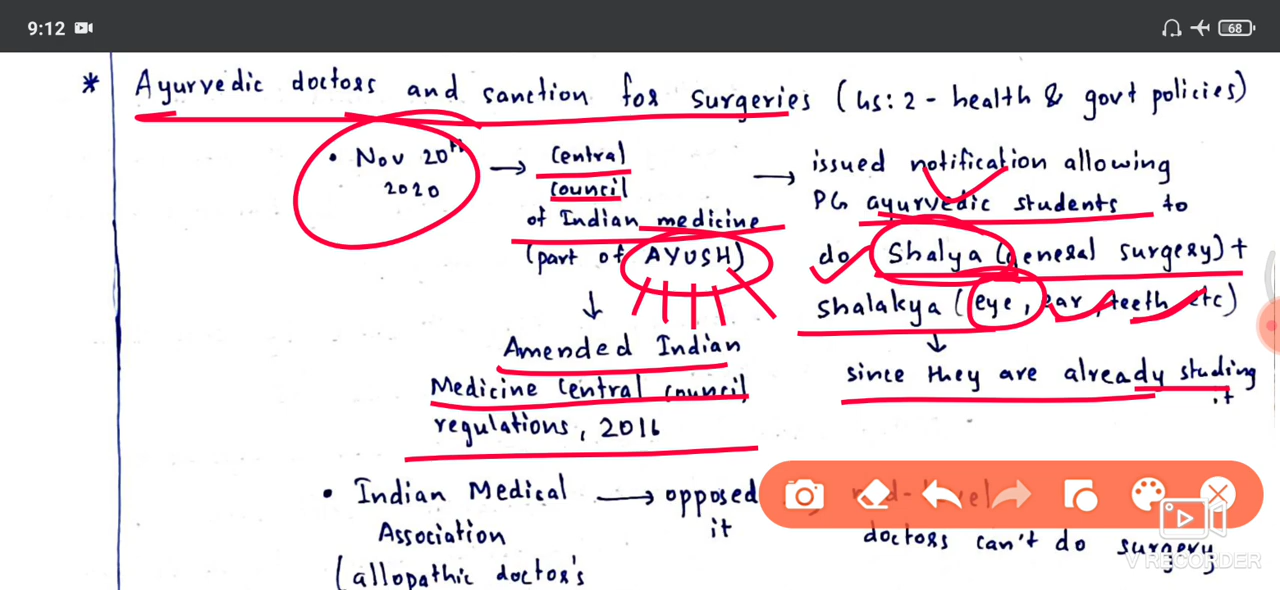 9:12
68
* Ayurvedic doctors and sanction for surgeries (GS: 2 - health & govt policies)
• Nov 20th → Central → issued notification allowing
2020 council PG ayurvedic students to
of Indian medicine do Shalya (general surgery) +
(part of AYUSH) shalakya (eye, ear, teeth etc)
↓ ↓
Amended Indian since they are already studing
Medicine Central Council it
regulations, 2016
• Indian Medical → opposed
Association it doctors can't do surgery
(allopathic doctor's
V RECORDER